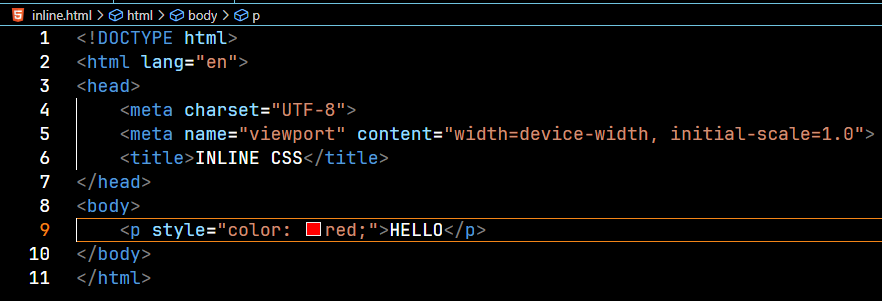 inline.html > html > body > p
1 <!DOCTYPE html>
2 <html lang="en">
3 <head>
4     <meta charset="UTF-8">
5     <meta name="viewport" content="width=device-width, initial-scale=1.0">
6     <title>INLINE CSS</title>
7 </head>
8 <body>
9     <p style="color: red;">HELLO</p>
10 </body>
11 </html>